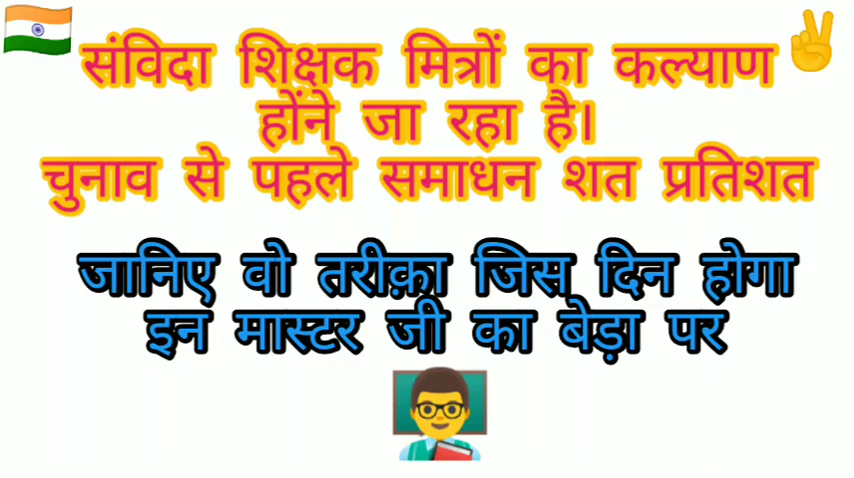 संविदा शिक्षक मित्रों का कल्याण
होंने जा रहा है।
चुनाव से पहले समाधन शत प्रतिशत
जानिए वो तरीक़ा जिस दिन होगा
इन मास्टर जी का बेड़ा पर